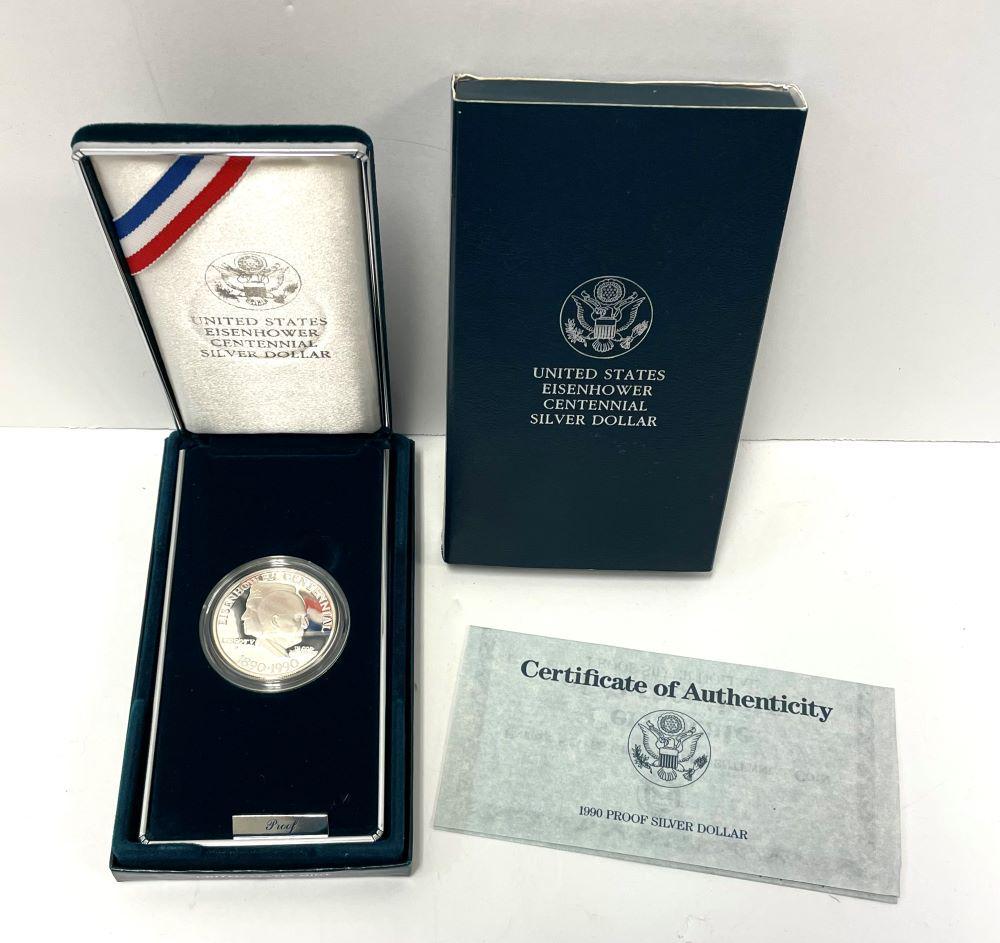 UNITED STATES
EISENHOWER
CENTENNIAL
SILVER DOLLAR
EISENHOWER CENTENNIAL
LIBERTY
1890·1990
Proof
UNITED STATES
EISENHOWER
CENTENNIAL
SILVER DOLLAR
Certificate of Authenticity
1990 PROOF SILVER DOLLAR